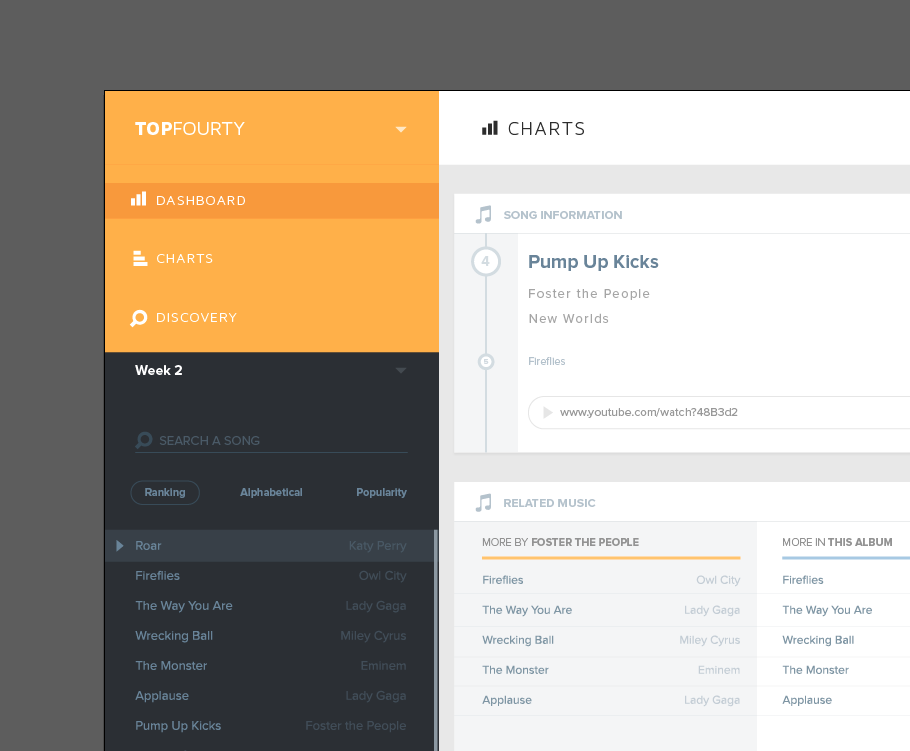 TOPFOURTY
DASHBOARD
CHARTS
DISCOVERY
Week 2
SEARCH A SONG
Ranking Alphabetical Popularity
Roar Katy Perry
Fireflies Owl City
The Way You Are Lady Gaga
Wrecking Ball Miley Cyrus
The Monster Eminem
Applause Lady Gaga
Pump Up Kicks Foster the People
CHARTS
SONG INFORMATION
4 Pump Up Kicks
Foster the People
New Worlds
5 Fireflies
www.youtube.com/watch?48B3d2
RELATED MUSIC
MORE BY FOSTER THE PEOPLE
Fireflies Owl City
The Way You Are Lady Gaga
Wrecking Ball Miley Cyrus
The Monster Eminem
Applause Lady Gaga
MORE IN THIS ALBUM
Fireflies
The Way You Are
Wrecking Ball
The Monster
Applause